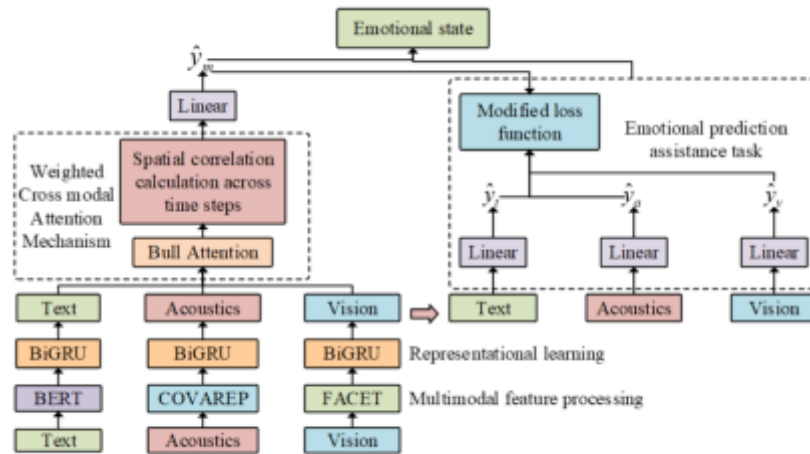 Emotional state
ŷm
Linear
Modified loss
function
Emotional prediction
assistance task
Weighted
Cross modal
Attention
Mechanism
Spatial correlation
calculation across
time steps
Bull Attention
ŷt ŷa ŷv
Linear Linear Linear
Text Acoustics Vision
Text Acoustics Vision
BiGRU BiGRU BiGRU Representational learning
BERT COVAREP FACET Multimodal feature processing
Text Acoustics Vision